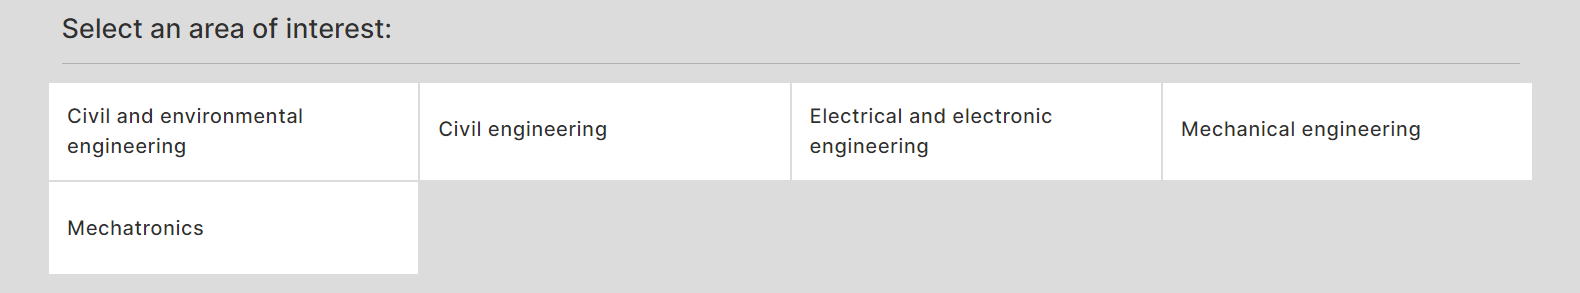 Select an area of interest:
Civil and environmental
engineering
Civil engineering
Electrical and electronic
engineering
Mechanical engineering
Mechatronics